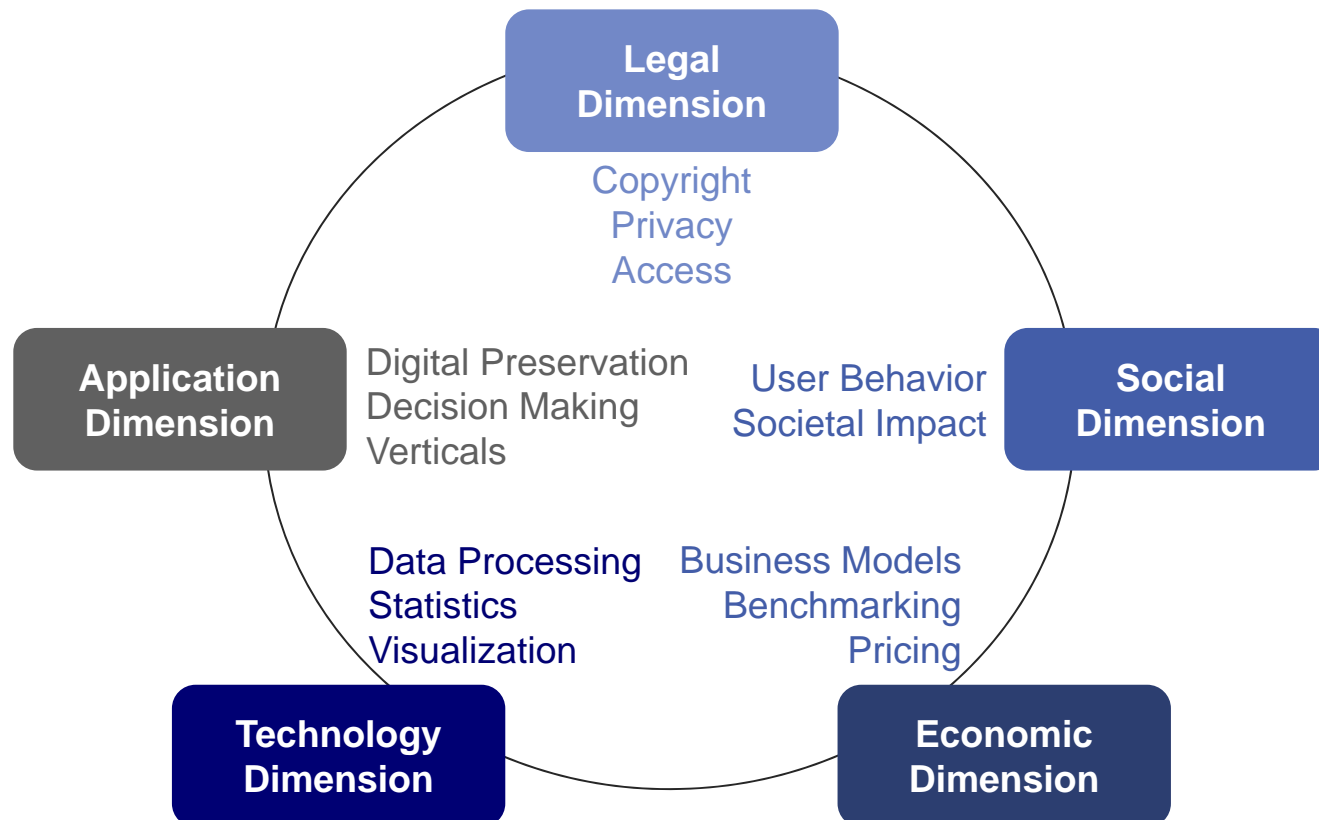 Legal
Dimension
Copyright
Privacy
Access
Application
Dimension
Digital Preservation
Decision Making
Verticals
User Behavior
Societal Impact
Social
Dimension
Data Processing
Statistics
Visualization
Business Models
Benchmarking
Pricing
Technology
Dimension
Economic
Dimension